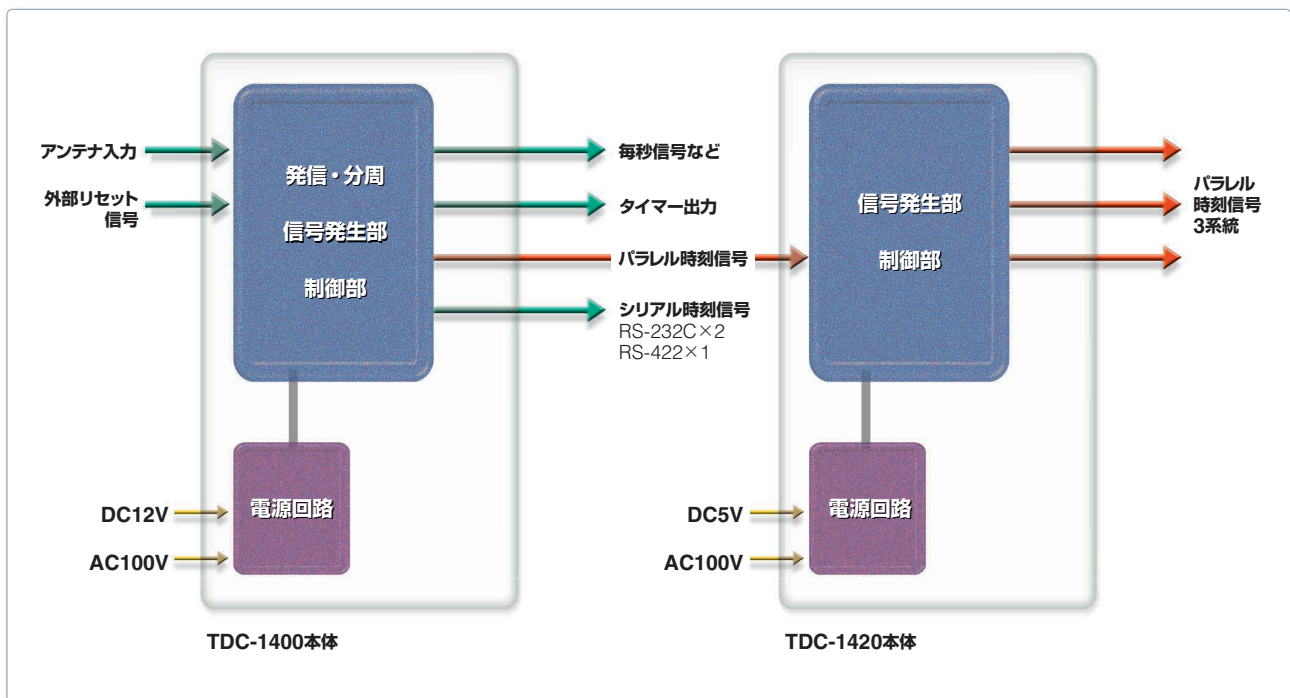 アンテナ入力
外部リセット
信号
発信・分周
信号発生部
制御部
毎秒信号など
タイマー出力
パラレル時刻信号
シリアル時刻信号
RS-232C×2
RS-422×1
電源回路
DC12V
AC100V
TDC-1400本体
信号発生部
制御部
パラレル
時刻信号
3系統
電源回路
DC5V
AC100V
TDC-1420本体